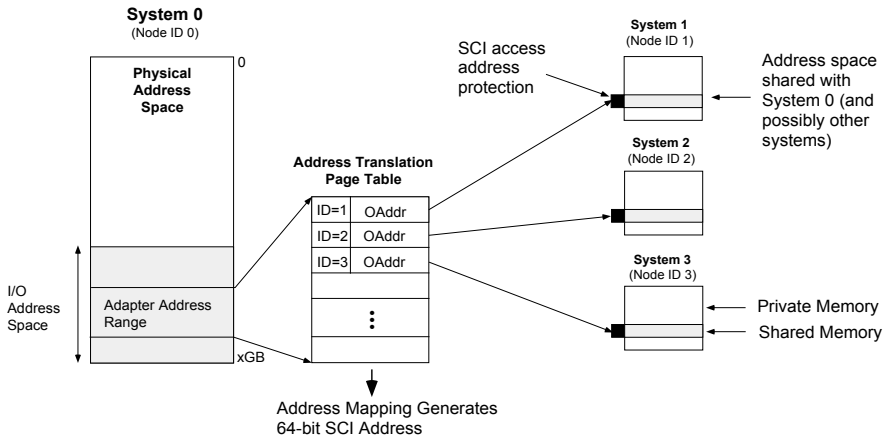 System 0
(Node ID 0)
0
Physical
Address
Space
I/O
Address
Space
Adapter Address
Range
xGB
Address Translation
Page Table
ID=1 OAddr
ID=2 OAddr
ID=3 OAddr
Address Mapping Generates
64-bit SCI Address
SCI access
address
protection
System 1
(Node ID 1)
Address space
shared with
System 0 (and
possibly other
systems)
System 2
(Node ID 2)
System 3
(Node ID 3)
Private Memory
Shared Memory